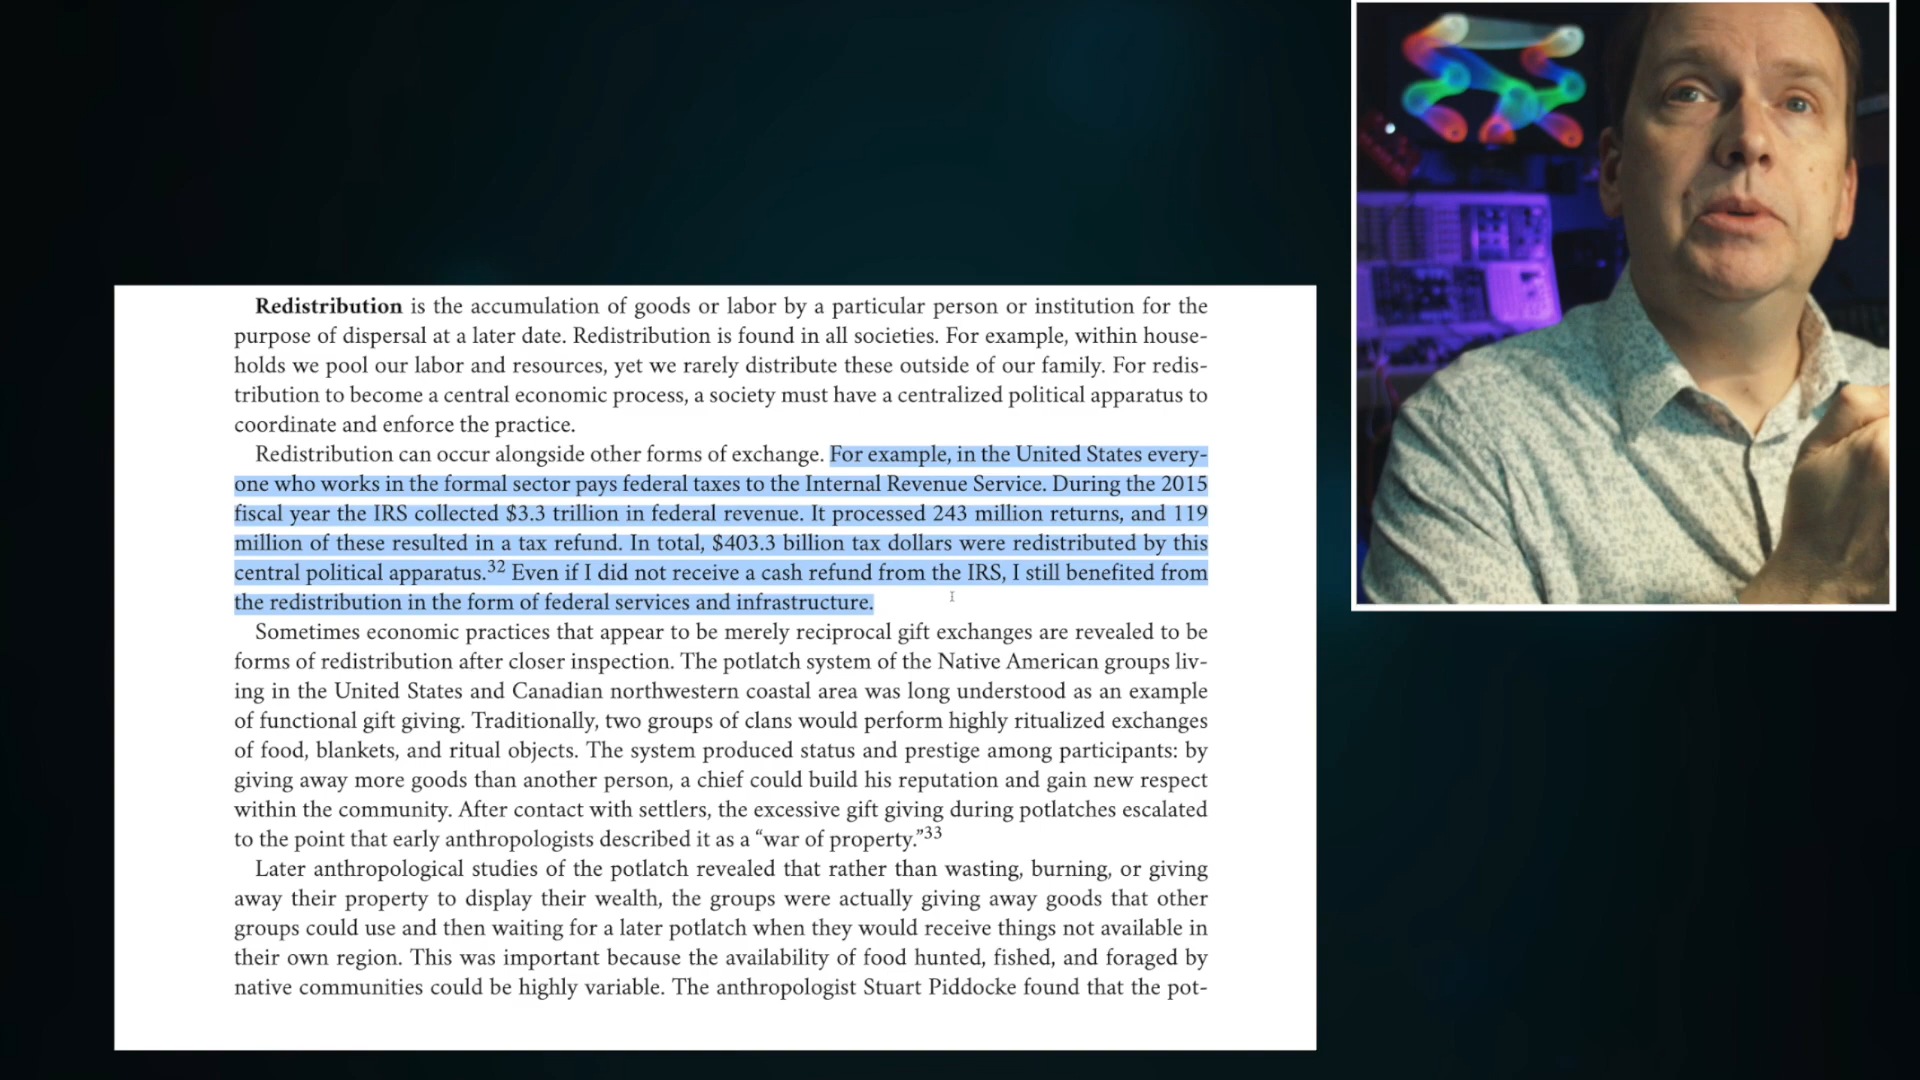 Redistribution is the accumulation of goods or labor by a particular person or institution for the
purpose of dispersal at a later date. Redistribution is found in all societies. For example, within house-
holds we pool our labor and resources, yet we rarely distribute these outside of our family. For redis-
tribution to become a central economic process, a society must have a centralized political apparatus to
coordinate and enforce the practice.
Redistribution can occur alongside other forms of exchange. For example, in the United States every-
one who works in the formal sector pays federal taxes to the Internal Revenue Service. During the 2015
fiscal year the IRS collected $3.3 trillion in federal revenue. It processed 243 million returns, and 119
million of these resulted in a tax refund. In total, $403.3 billion tax dollars were redistributed by this
central political apparatus.32 Even if I did not receive a cash refund from the IRS, I still benefited from
the redistribution in the form of federal services and infrastructure.
Sometimes economic practices that appear to be merely reciprocal gift exchanges are revealed to be
forms of redistribution after closer inspection. The potlatch system of the Native American groups liv-
ing in the United States and Canadian northwestern coastal area was long understood as an example
of functional gift giving. Traditionally, two groups of clans would perform highly ritualized exchanges
of food, blankets, and ritual objects. The system produced status and prestige among participants: by
giving away more goods than another person, a chief could build his reputation and gain new respect
within the community. After contact with settlers, the excessive gift giving during potlatches escalated
to the point that early anthropologists described it as a “war of property.”33
Later anthropological studies of the potlatch revealed that rather than wasting, burning, or giving
away their property to display their wealth, the groups were actually giving away goods that other
groups could use and then waiting for a later potlatch when they would receive things not available in
their own region. This was important because the availability of food hunted, fished, and foraged by
native communities could be highly variable. The anthropologist Stuart Piddocke found that the pot-